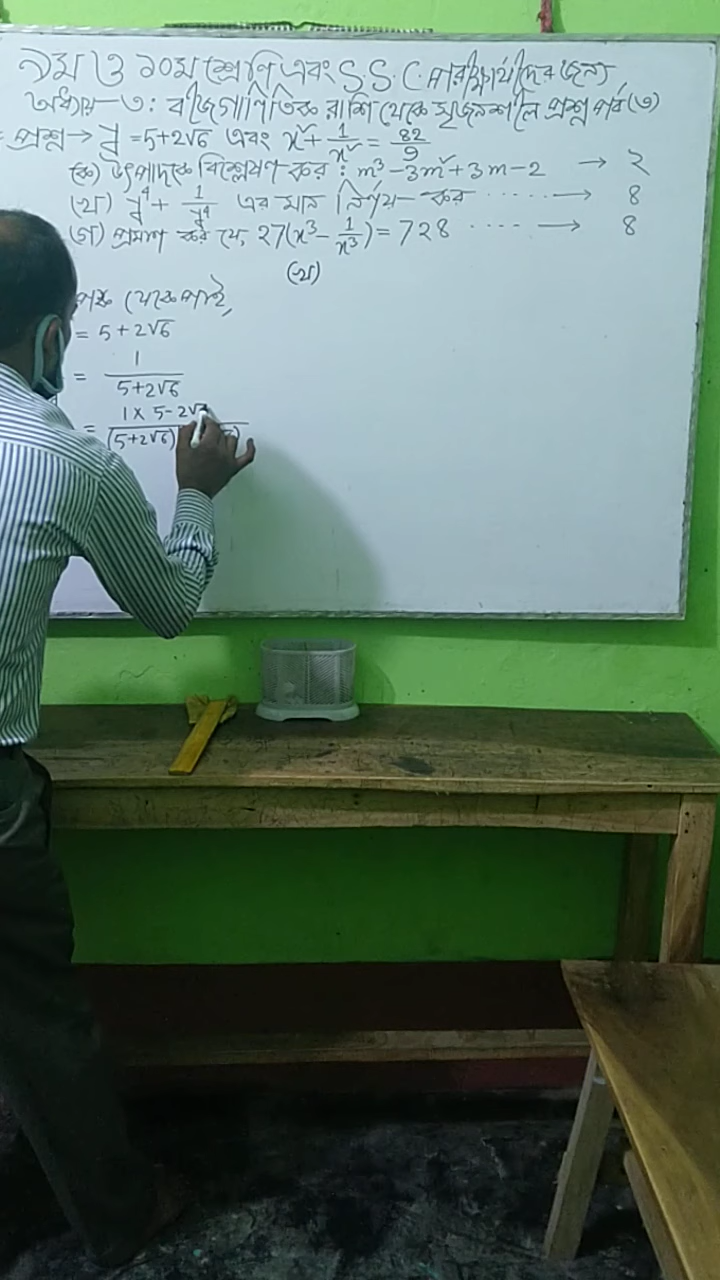 ৯ম ও ১০ম শ্রেণি এবং S.S.C. পরীক্ষার্থীদের জন্য
অধ্যায়-৩: বীজগাণিতিক রাশি থেকে সৃজনশীল প্রশ্ন পর্ব (৩)
প্রশ্ন → y² = 5+2√6 এবং x² + 1/x² = 82/9
(ক) উৎপাদকে বিশ্লেষণ কর: m³ - 3m² + 3m - 2 → ২
(খ) y⁴ + 1/y⁴ এর মান নির্ণয় কর ...... → ৪
(গ) প্রমাণ কর যে, 27(x³ - 1/x³) = 728 .... → ৪
(খ)
থেকে পাই,
= 5+2√6
= 1/(5+2√6)
= 1 × 5-2√
(5+2√6)